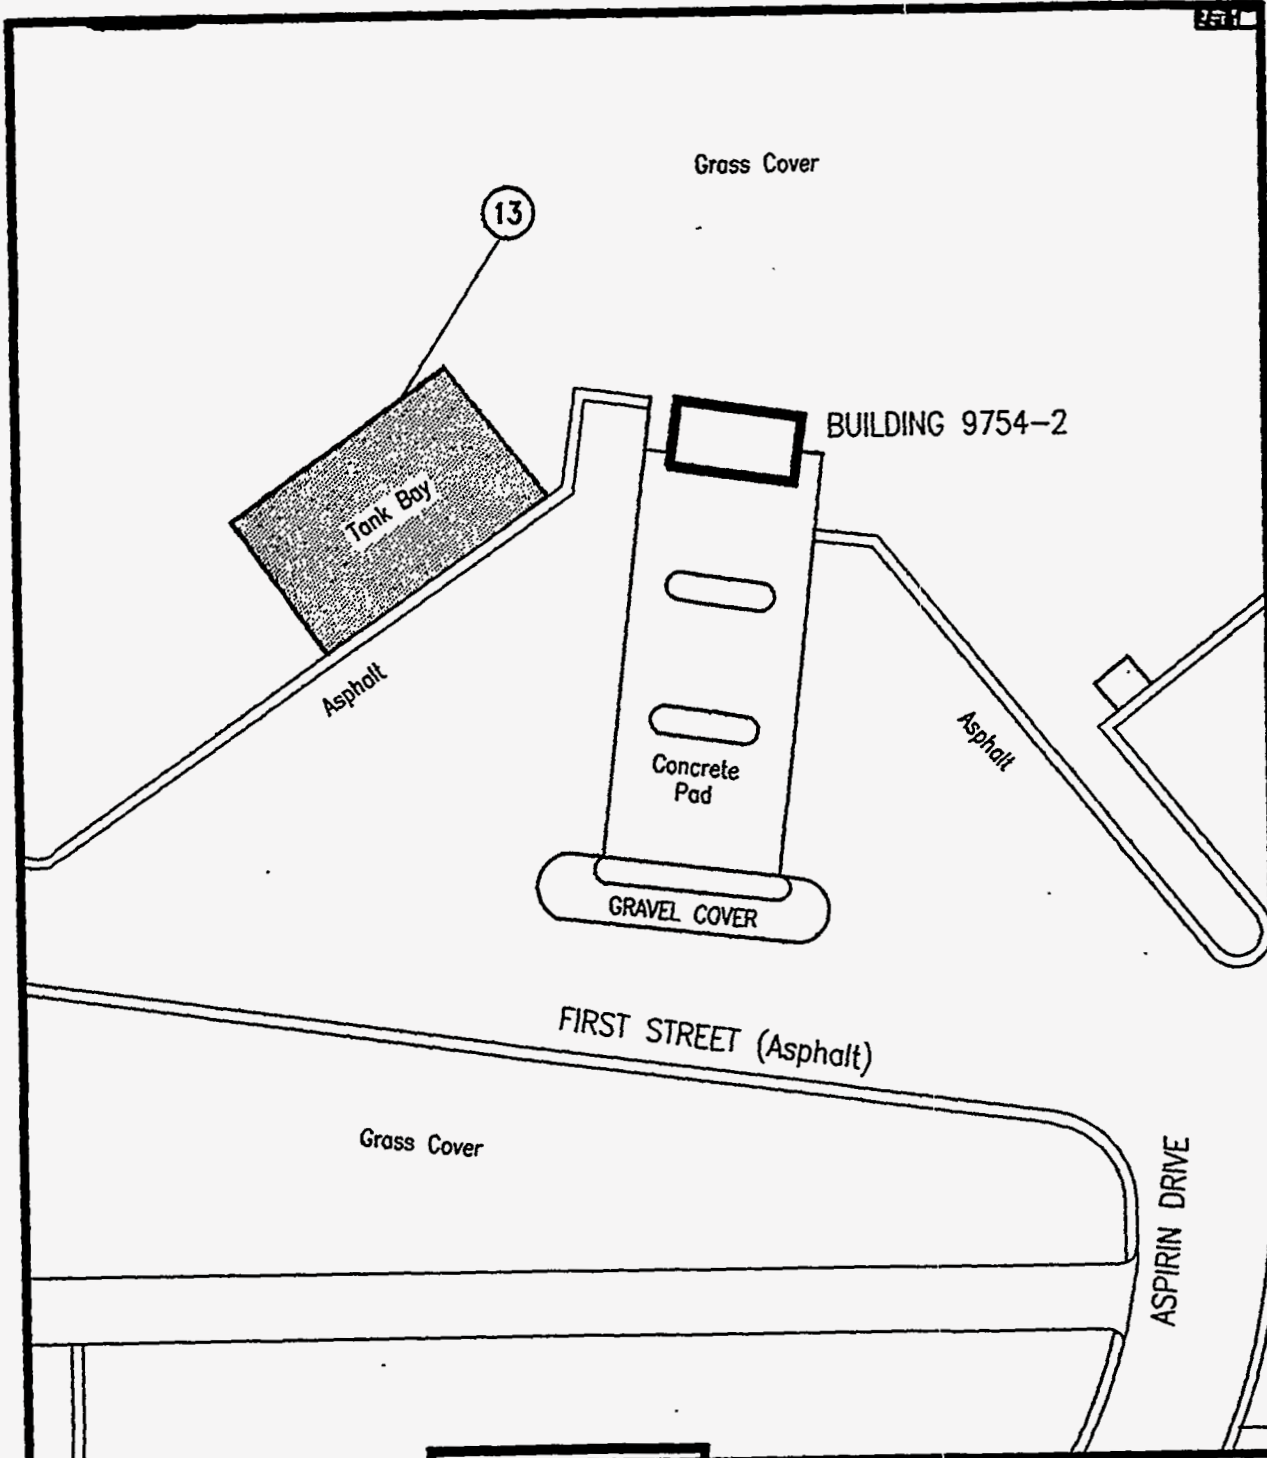 Grass Cover
13
BUILDING 9754-2
Tank Bay
Asphalt
Asphalt
Concrete
Pad
GRAVEL COVER
FIRST STREET (Asphalt)
Grass Cover
ASPIRIN DRIVE